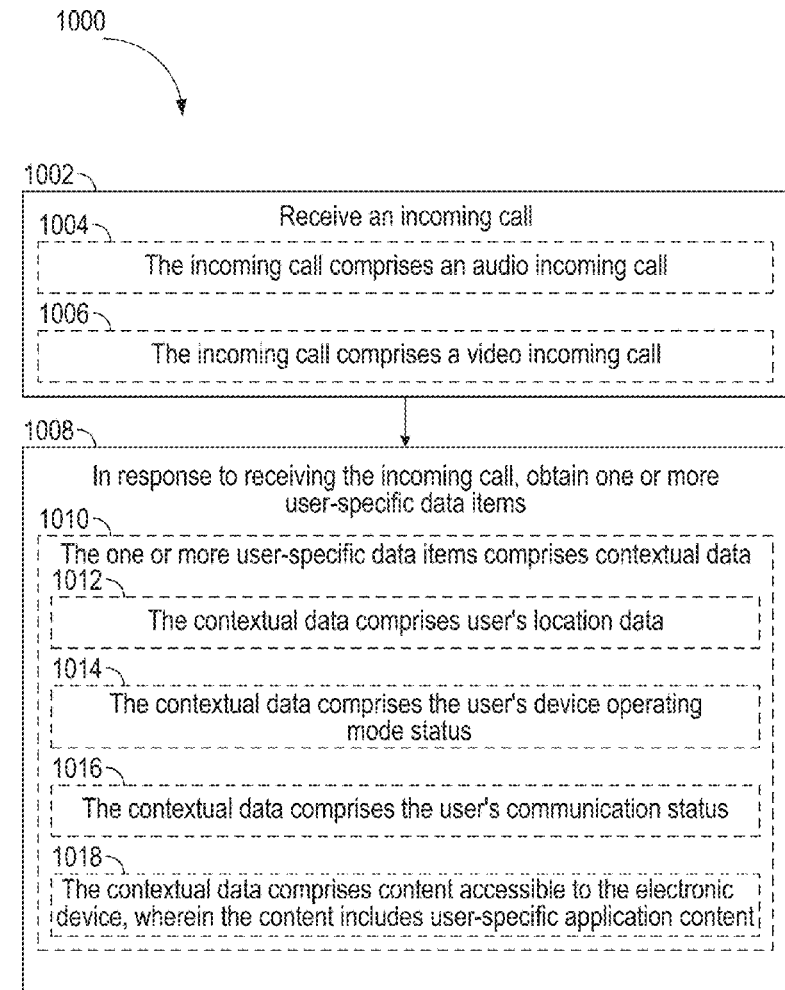 1000
1002
Receive an incoming call
1004
The incoming call comprises an audio incoming call
1006
The incoming call comprises a video incoming call
1008
In response to receiving the incoming call, obtain one or more
user-specific data items
1010
The one or more user-specific data items comprises contextual data
1012
The contextual data comprises user's location data
1014
The contextual data comprises the user's device operating
mode status
1016
The contextual data comprises the user's communication status
1018
The contextual data comprises content accessible to the electronic
device, wherein the content includes user-specific application content